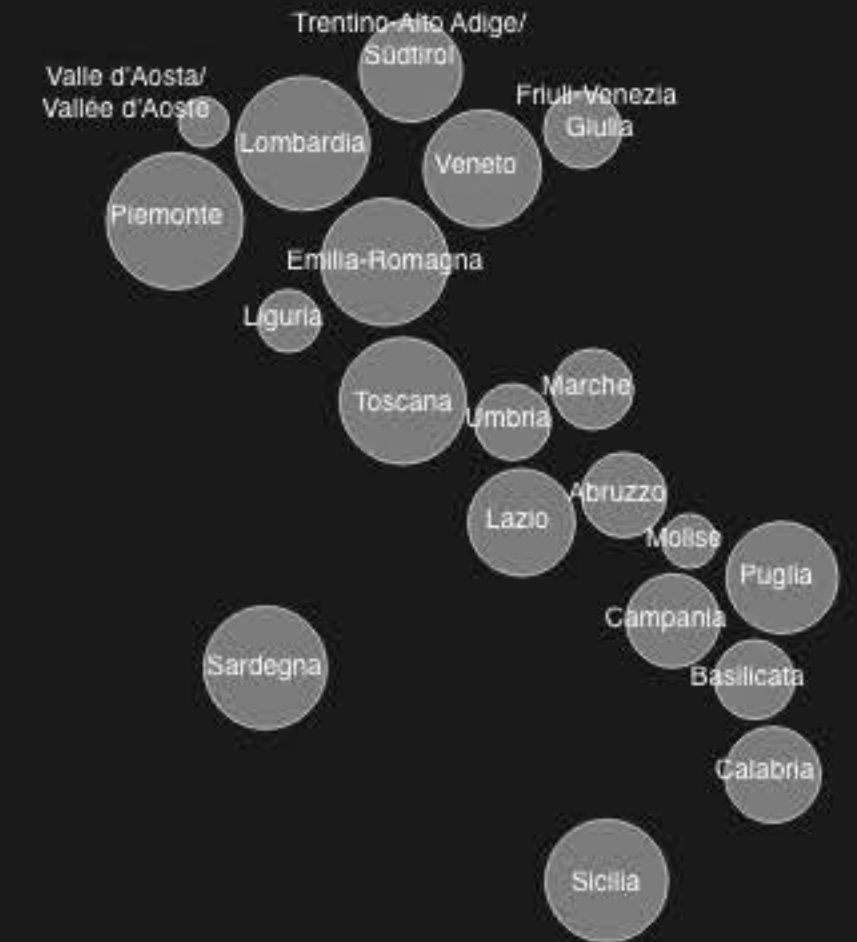 Trentino-Alto Adige/
Südtirol
Valle d'Aosta/
Vallée d'Aoste
Friuli-Venezia
Giulia
Lombardia
Veneto
Piemonte
Emilia-Romagna
Liguria
Toscana
Marche
Umbria
Abruzzo
Lazio
Molise
Puglia
Campania
Sardegna
Basilicata
Calabria
Sicilia